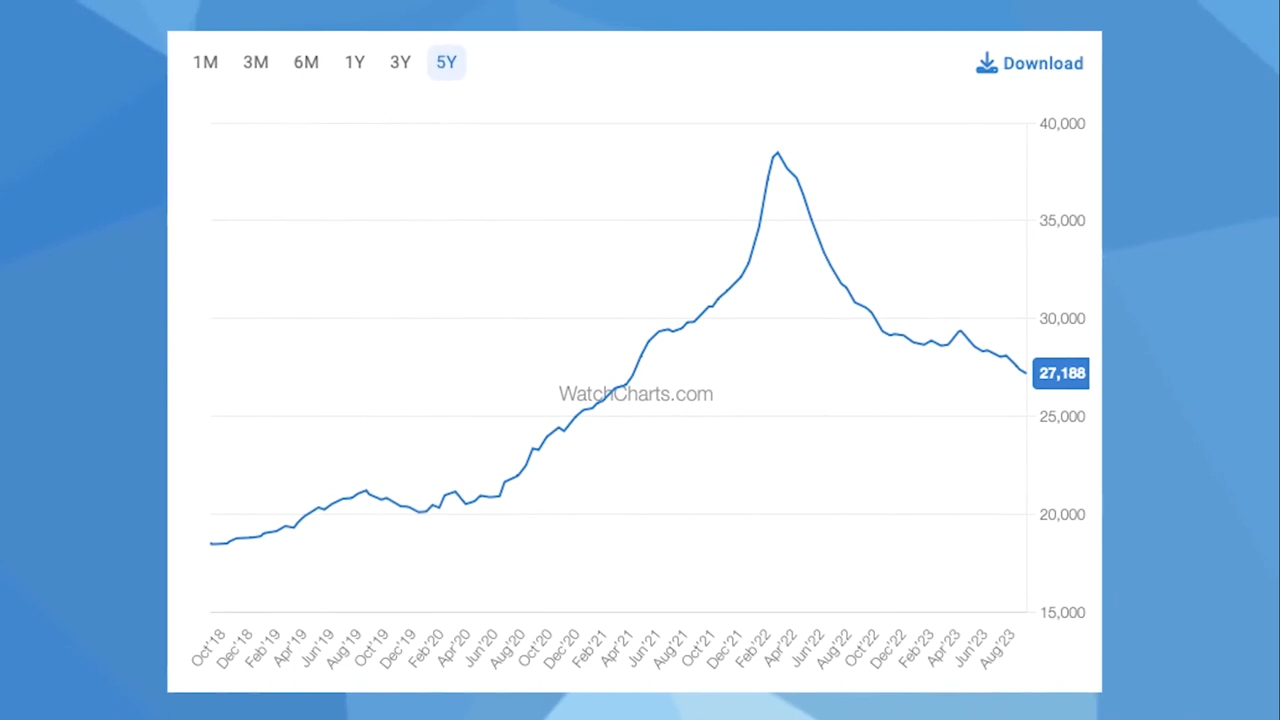 1M 3M 6M 1Y 3Y 5Y Download
40,000
35,000
30,000
27,188
WatchCharts.com
25,000
20,000
15,000
Oct'18 Dec'18 Feb'19 Apr'19 Jun'19 Aug'19 Oct'19 Dec'19 Feb'20 Apr'20 Jun'20 Aug'20 Oct'20 Dec'20 Feb'21 Apr'21 Jun'21 Aug'21 Oct'21 Dec'21 Feb'22 Apr'22 Jun'22 Aug'22 Oct'22 Dec'22 Feb'23 Apr'23 Jun'23 Aug'23